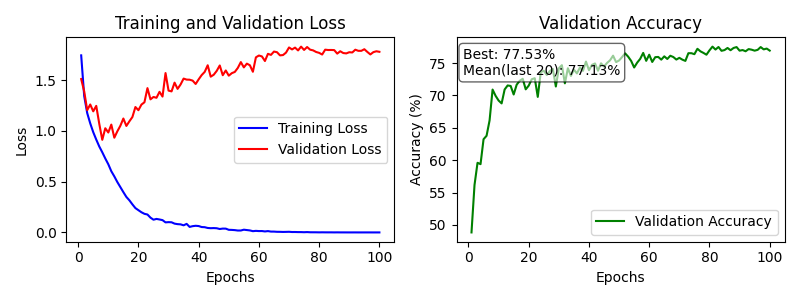 Training and Validation Loss
Loss
1.5
1.0
0.5
0.0
Training Loss
Validation Loss
0
20
40
60
80
100
Epochs
Validation Accuracy
Accuracy (%)
75
70
65
60
55
50
Best: 77.53%
Mean(last 20): 77.13%
Validation Accuracy
0
20
40
60
80
100
Epochs